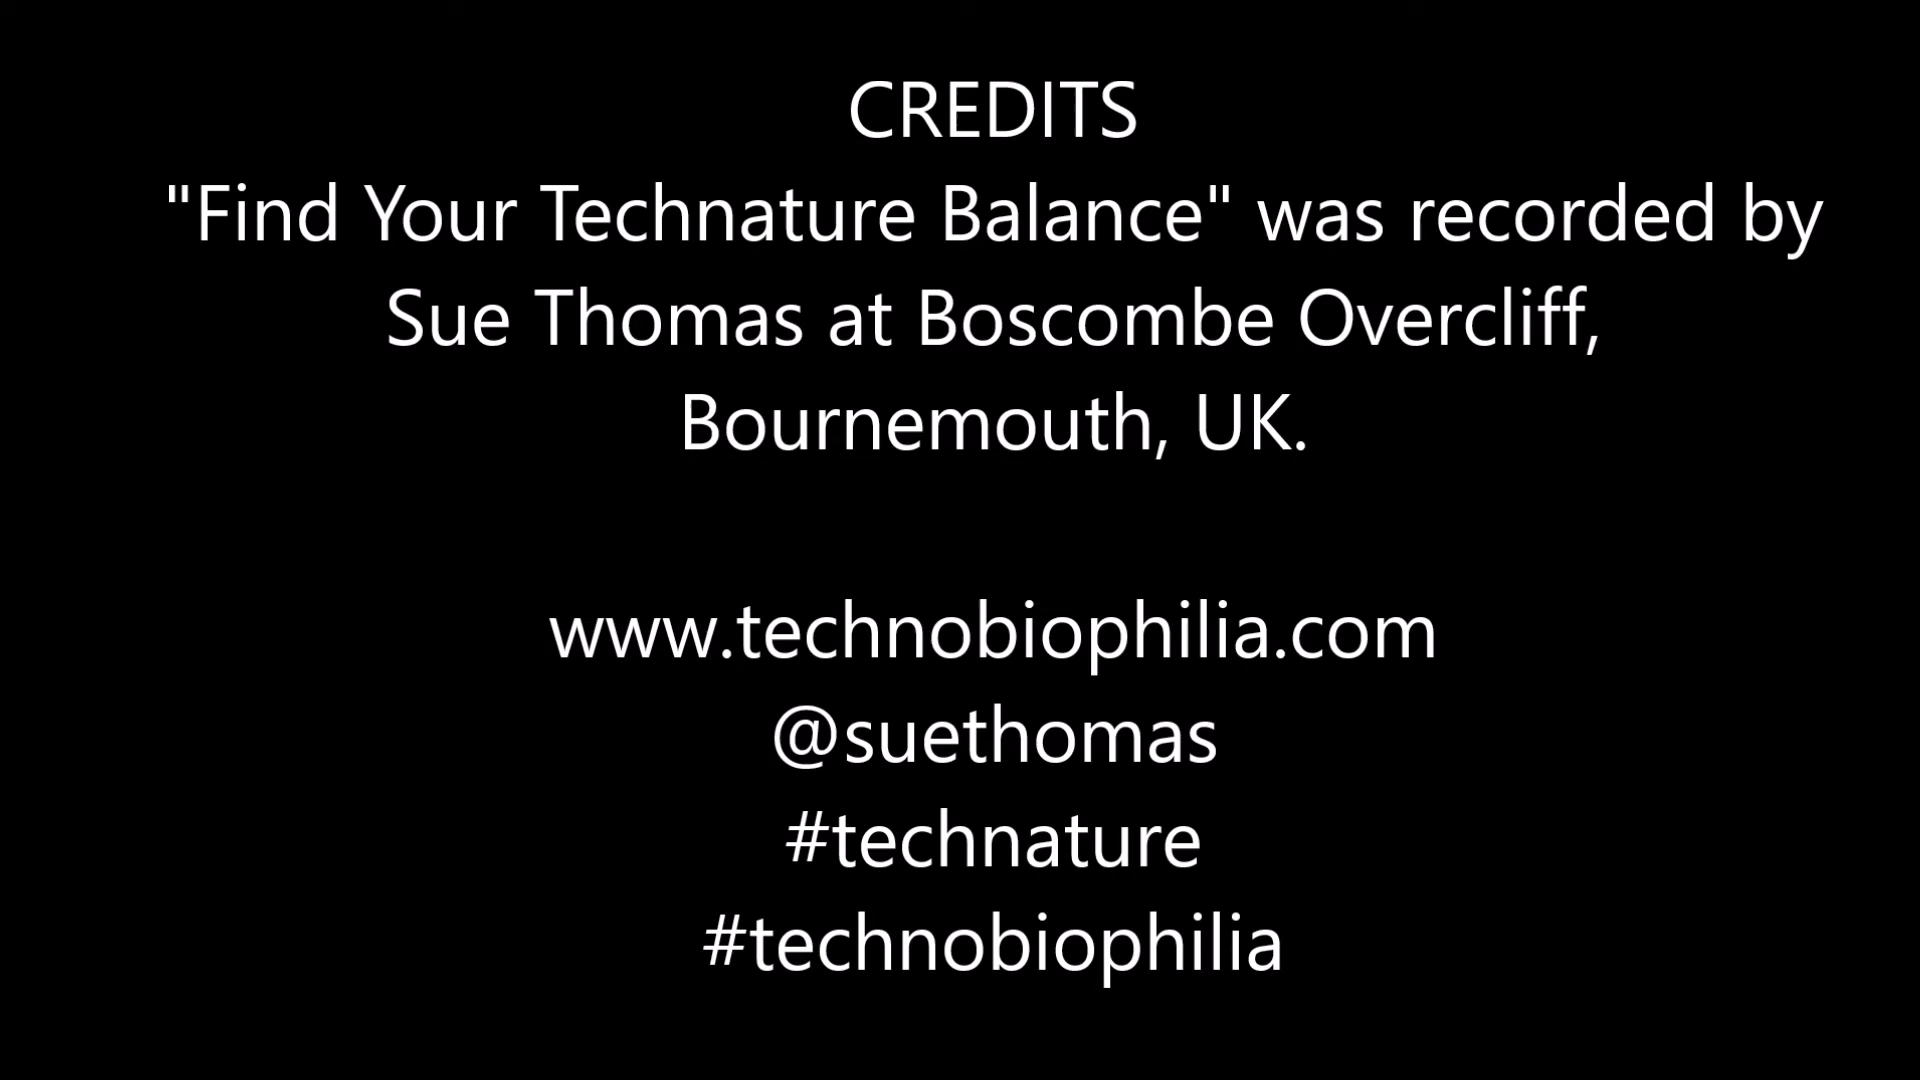 CREDITS
"Find Your Technature Balance" was recorded by
Sue Thomas at Boscombe Overcliff,
Bournemouth, UK.
www.technobiophilia.com
@suethomas
#technature
#technobiophilia